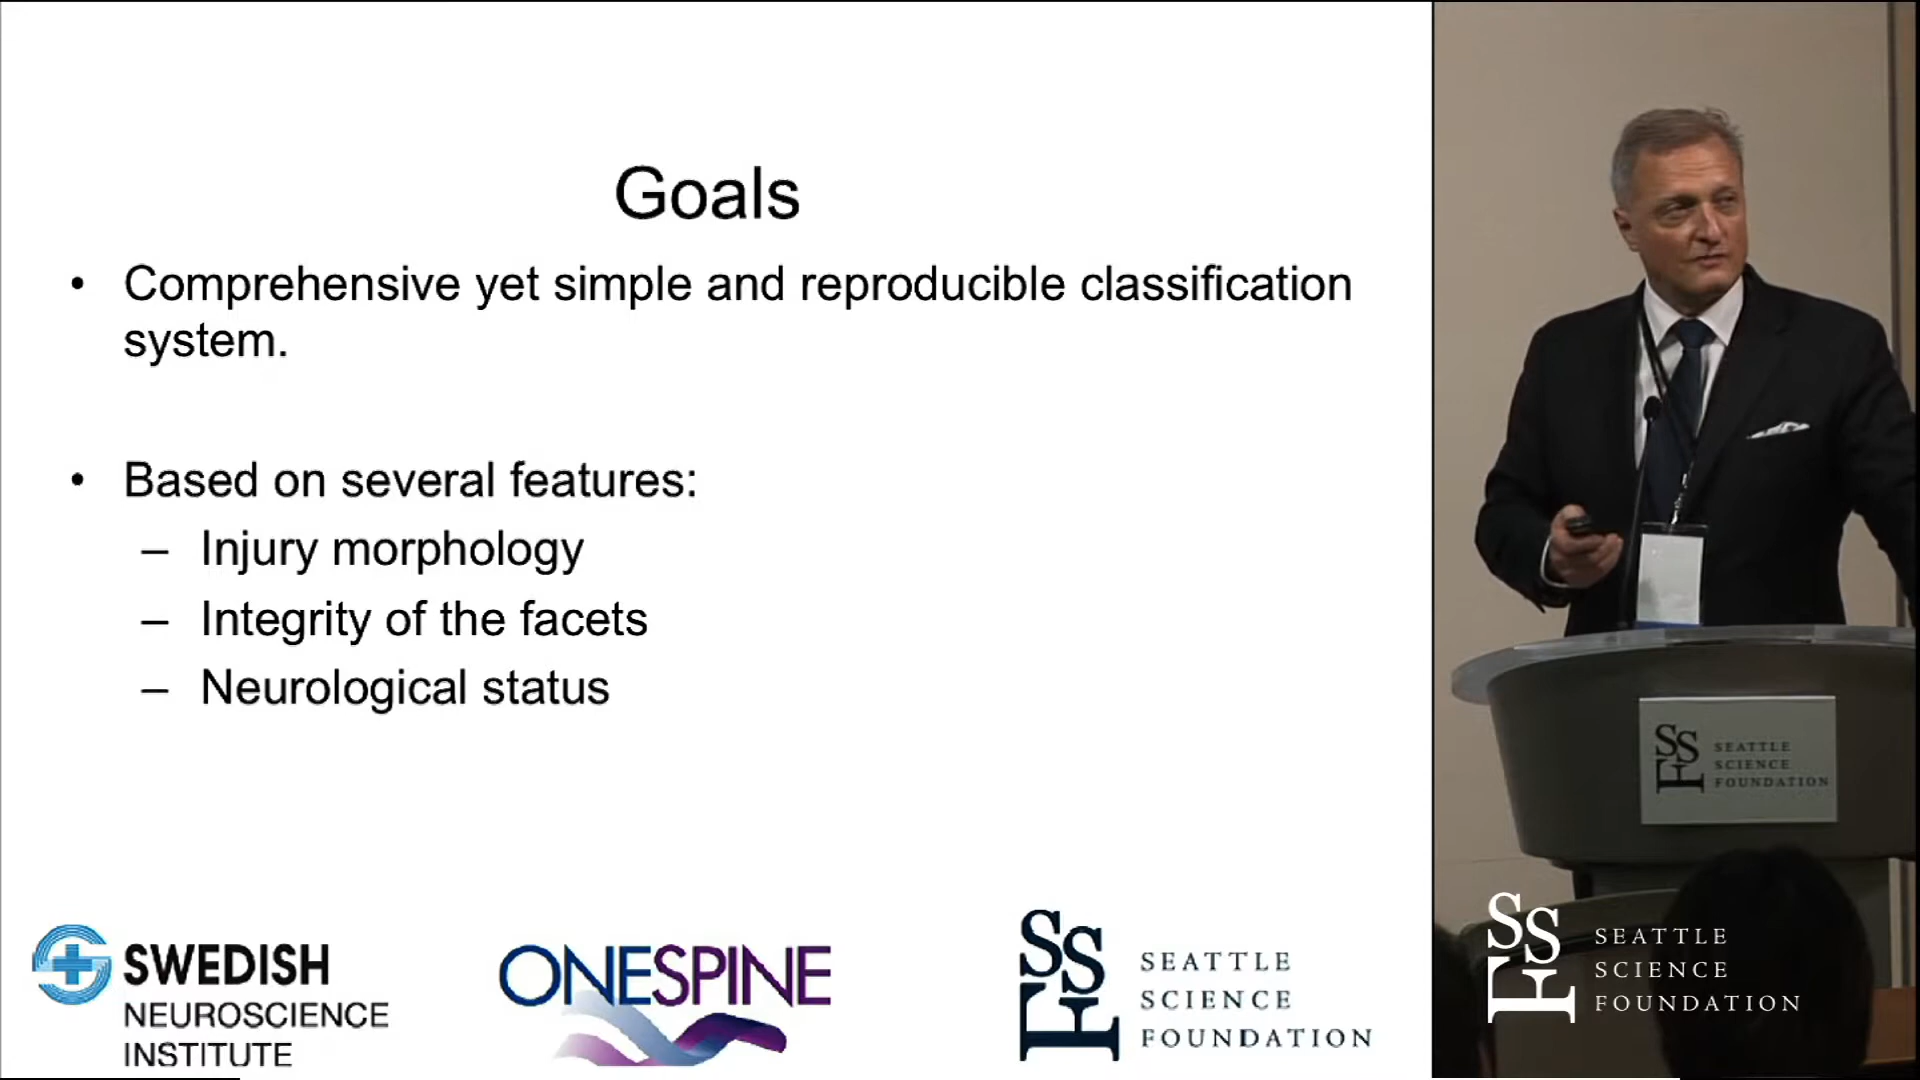 Goals
• Comprehensive yet simple and reproducible classification
system.
• Based on several features:
– Injury morphology
– Integrity of the facets
– Neurological status
SWEDISH
NEUROSCIENCE
INSTITUTE
ONESPINE
SSF
SEATTLE
SCIENCE
FOUNDATION
SSF
SEATTLE
SCIENCE
FOUNDATION
SSF
SEATTLE
SCIENCE
FOUNDATION